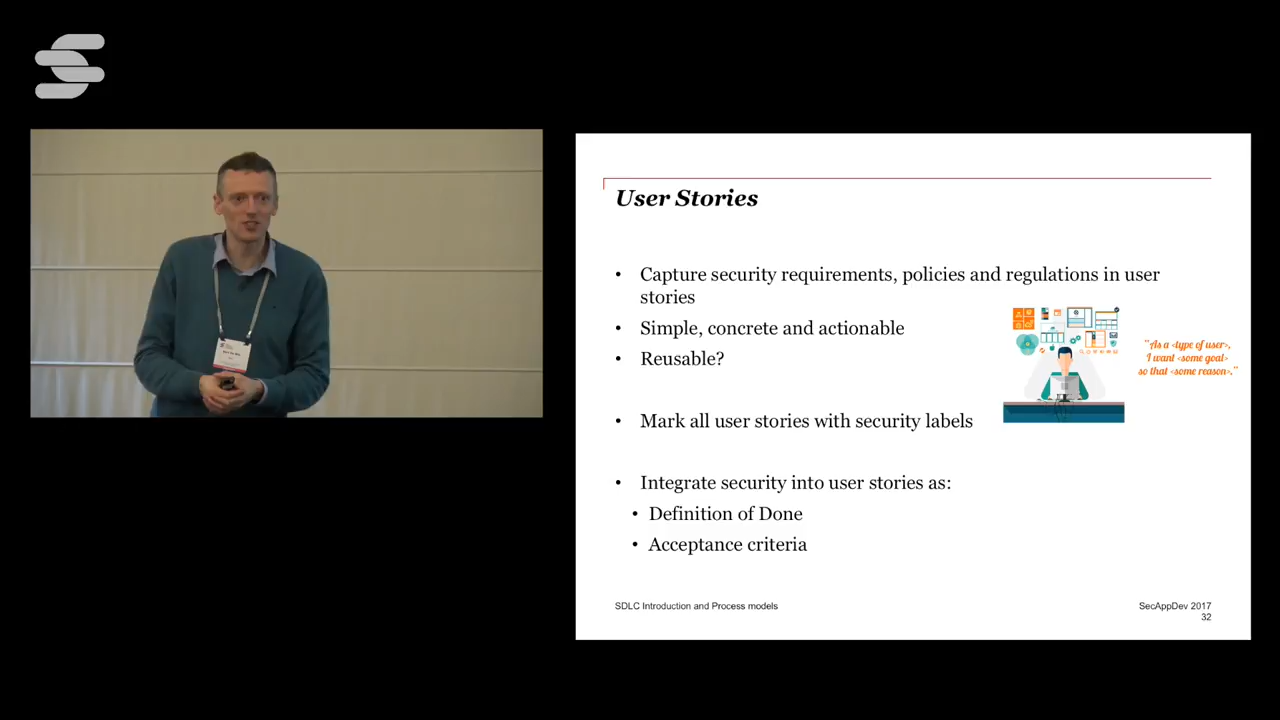 User Stories
• Capture security requirements, policies and regulations in user
stories
• Simple, concrete and actionable
• Reusable?
"As a <type of user>,
I want <some goal>
so that <some reason>."
• Mark all user stories with security labels
• Integrate security into user stories as:
• Definition of Done
• Acceptance criteria
SDLC Introduction and Process models
SecAppDev 2017
32